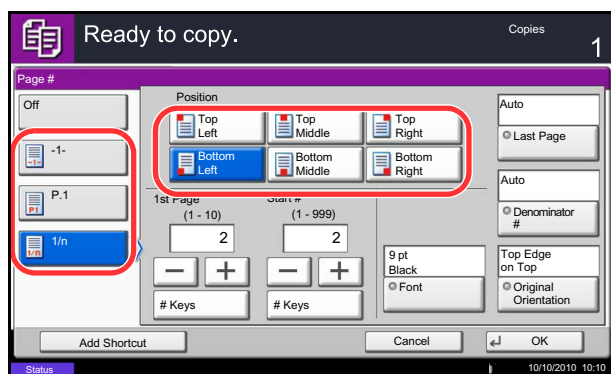 Ready to copy.
Copies
1
Page #
Off
-1-
P.1
1/n
Position
Top
Left
Top
Middle
Top
Right
Bottom
Left
Bottom
Middle
Bottom
Right
1st Page
(1 - 10)
2
# Keys
Start #
(1 - 999)
2
# Keys
9 pt
Black
Font
Auto
Last Page
Auto
Denominator
#
Top Edge
on Top
Original
Orientation
Add Shortcut
Cancel
OK
Status
10/10/2010 10:10